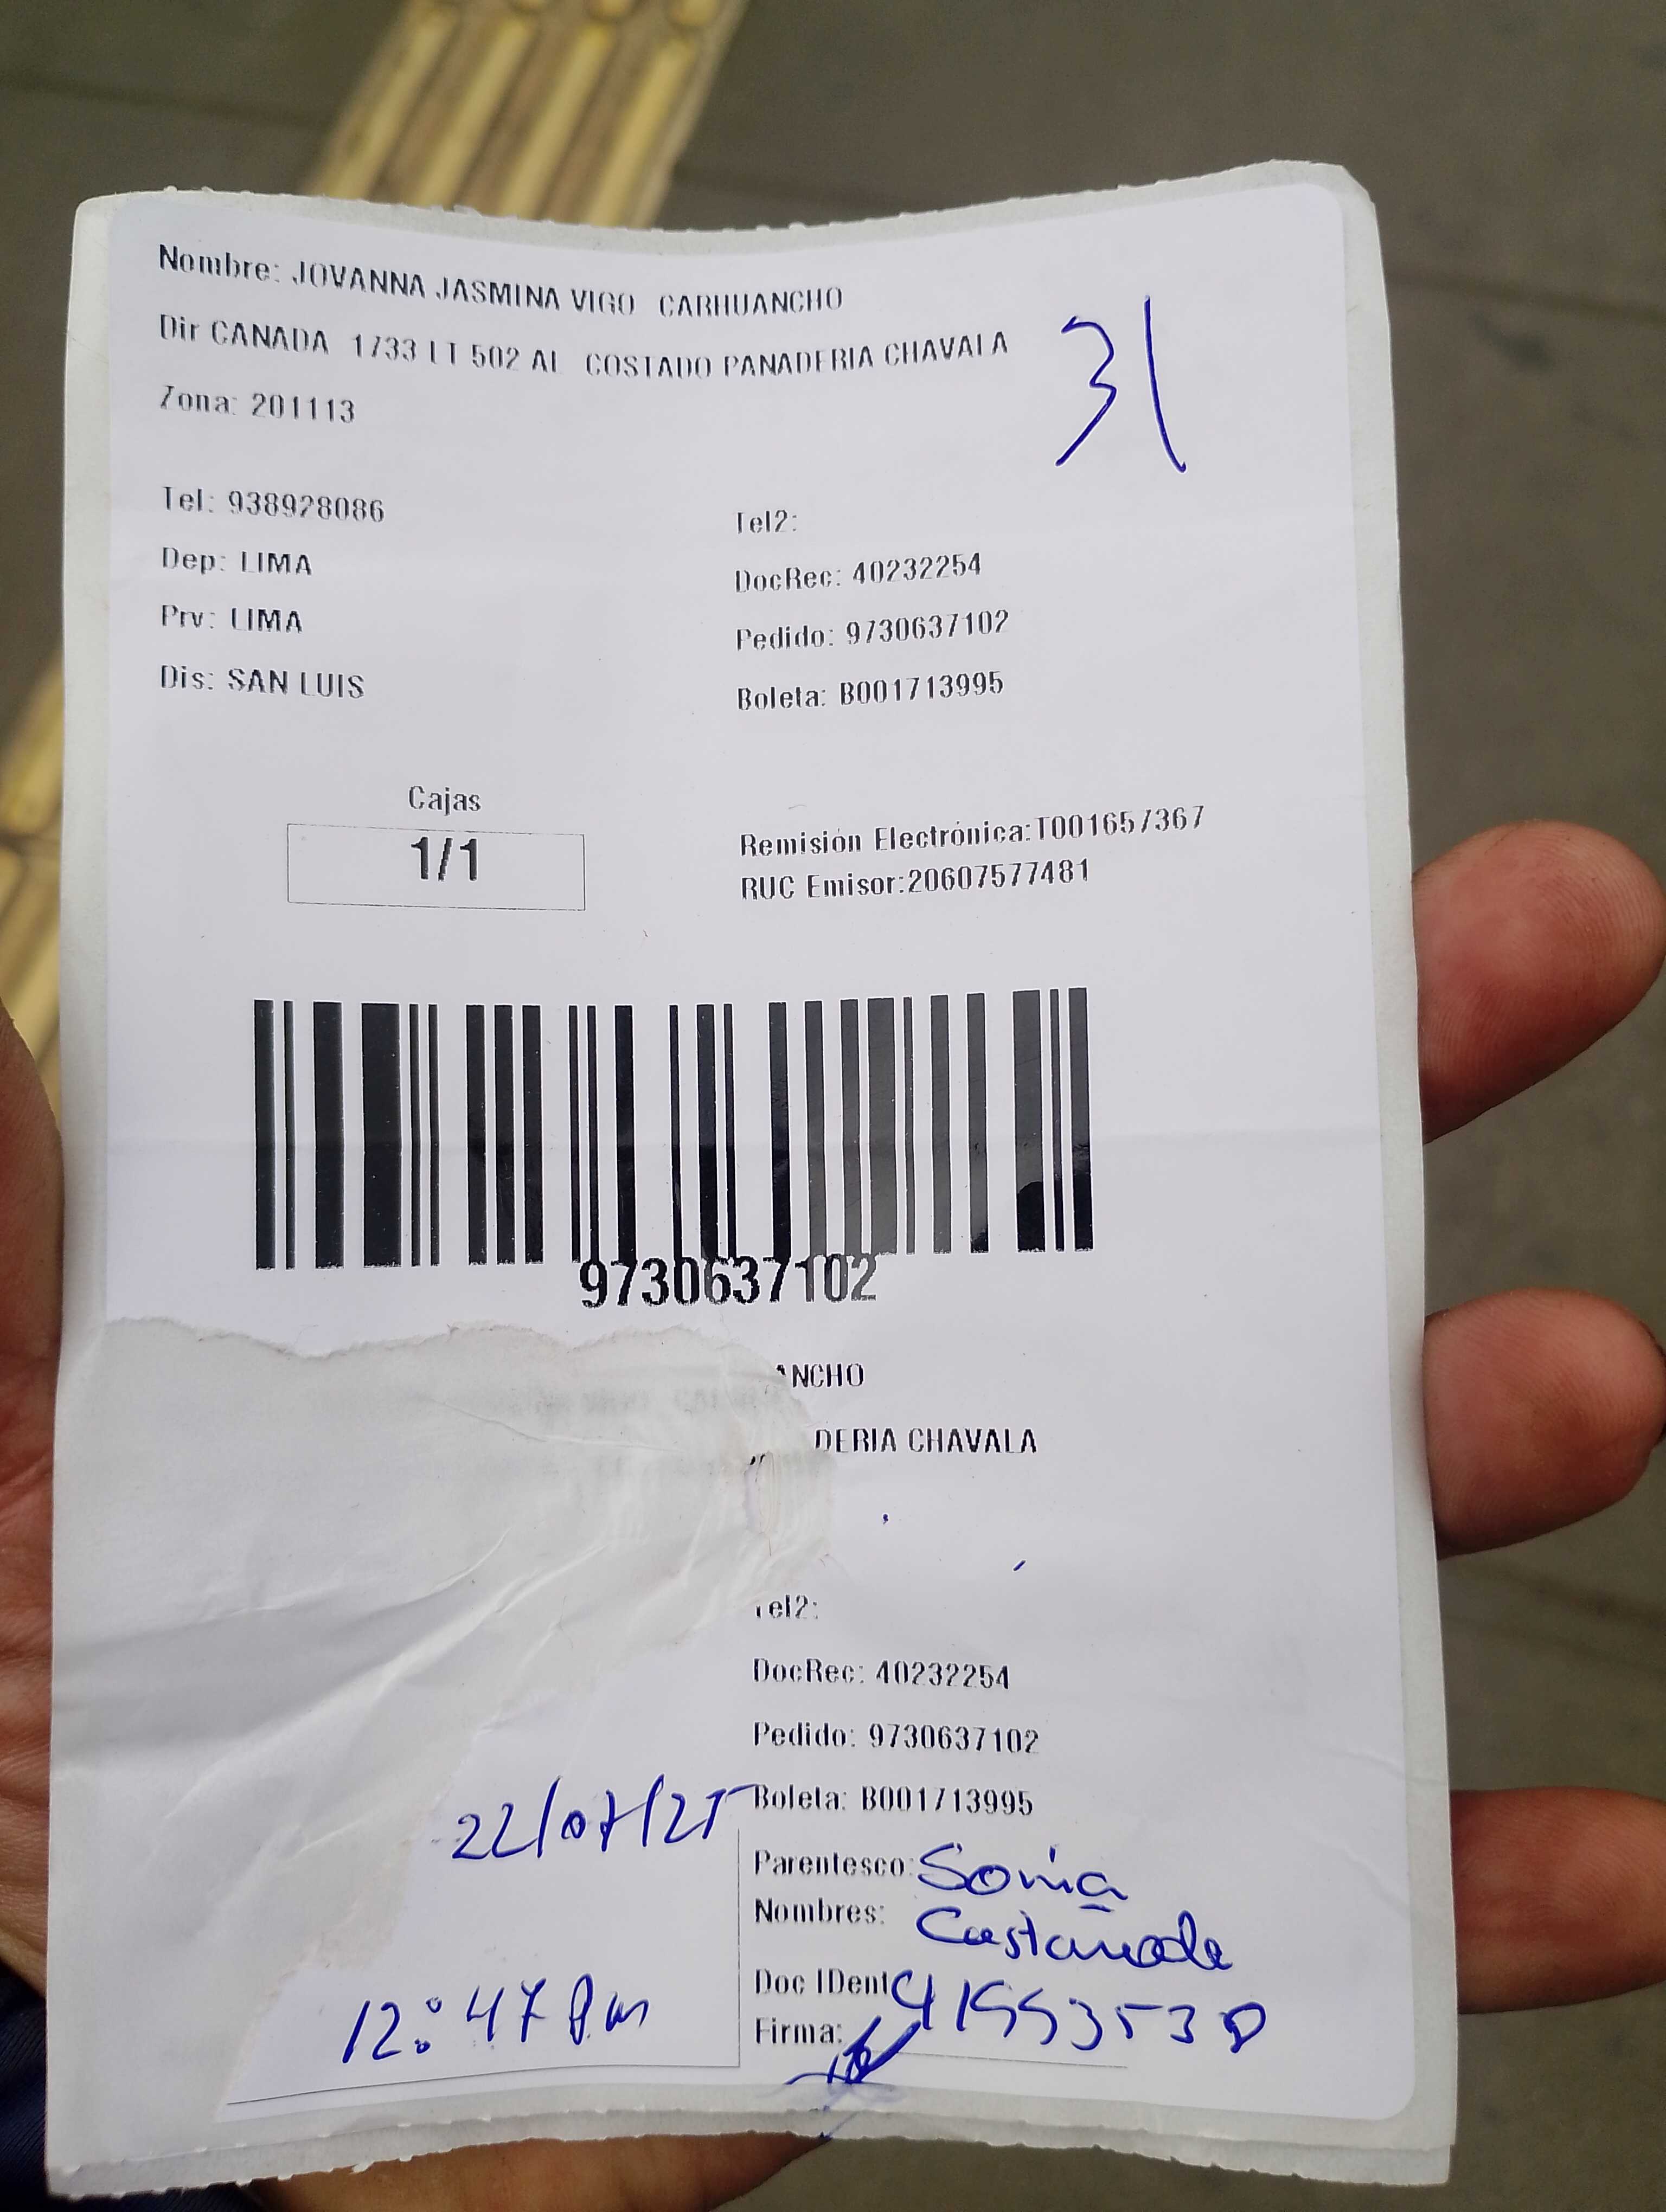 Nombre: JOVANNA JASMINA VIGO CARHUANCHO
Dir CANADA 1733 LT 502 AL COSTADO PANADERIA CHAVALA
Zona: 201113
31
Tel: 938928086
Tel2:
Dep: LIMA
DocRec: 40232254
Prv: LIMA
Pedido: 9730637102
Dis: SAN LUIS
Boleta: B001713995
Cajas
1/1
Remisión Electrónica:T001657367
RUC Emisor:20607577481
9730637102
ANCHO
DERIA CHAVALA
Tel2:
DocRec: 40232254
Pedido: 9730637102
22/07/25
Boleta: B001713995
Parentesco: Sonia
Nombres: Castañeda
Doc IDent
12:47 Pm
Firma: